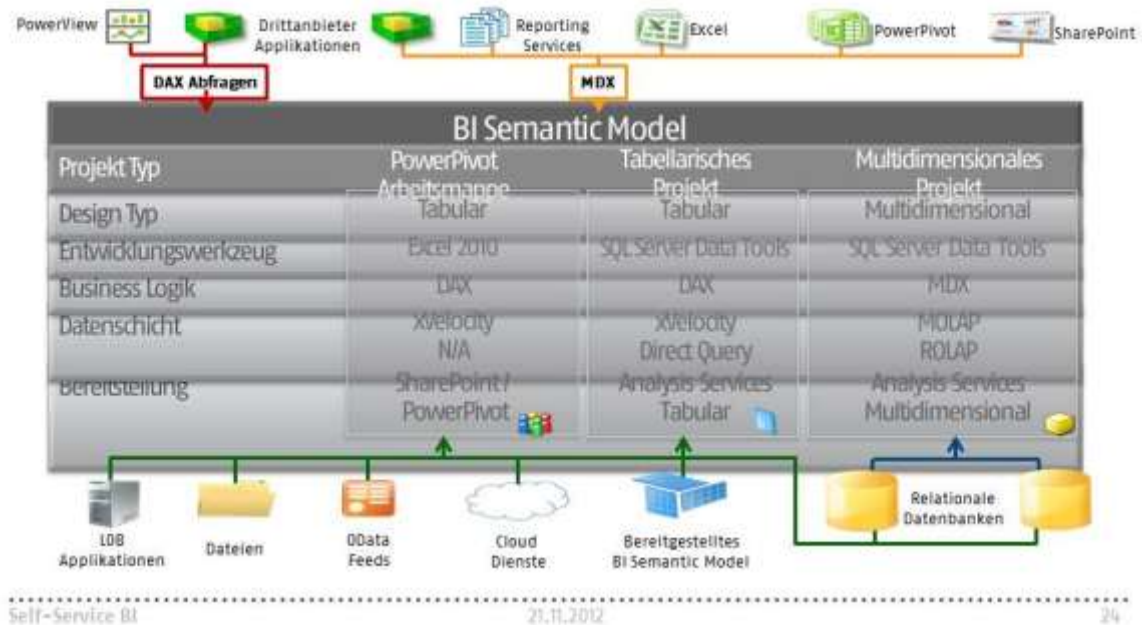 PowerView
Drittanbieter
Applikationen
Reporting
Services
Excel
PowerPivot
SharePoint
DAX Abfragen
MDX
BI Semantic Model
Projekt Typ
PowerPivot
Arbeitsmappe
Tabellarisches
Projekt
Multidimensionales
Projekt
Design Typ
Tabular
Tabular
Multidimensional
Entwicklungswerkzeug
Excel 2010
SQL Server Data Tools
SQL Server Data Tools
Business Logik
DAX
DAX
MDX
Datenschicht
xVelocity
xVelocity
MOLAP
N/A
Direct Query
ROLAP
Bereitstellung
SharePoint /
Analysis Services
Analysis Services
PowerPivot
Tabular
Multidimensional
LOB
Applikationen
Dateien
OData
Feeds
Cloud
Dienste
Bereitgestelltes
BI Semantic Model
Relationale
Datenbanken
Self-Service BI
21.11.2012
24